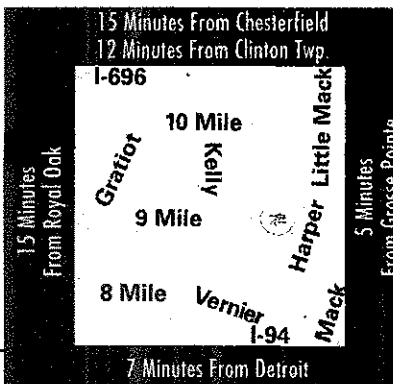 15 Minutes From Chesterfield
12 Minutes From Clinton Twp.
I-696
10 Mile
Little Mack
Gratiot
Kelly
15 Minutes
From Royal Oak
9 Mile
Harper
5 Minutes
From Grosse Pointe
8 Mile
Vernier
I-94
Mack
7 Minutes From Detroit